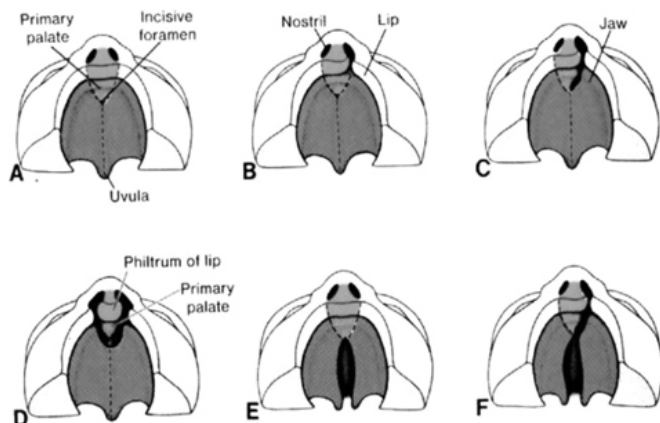 Primary
palate
Incisive
foramen
A
Uvula
Nostril
Lip
B
Jaw
C
Philtrum of lip
Primary
palate
D
E
F